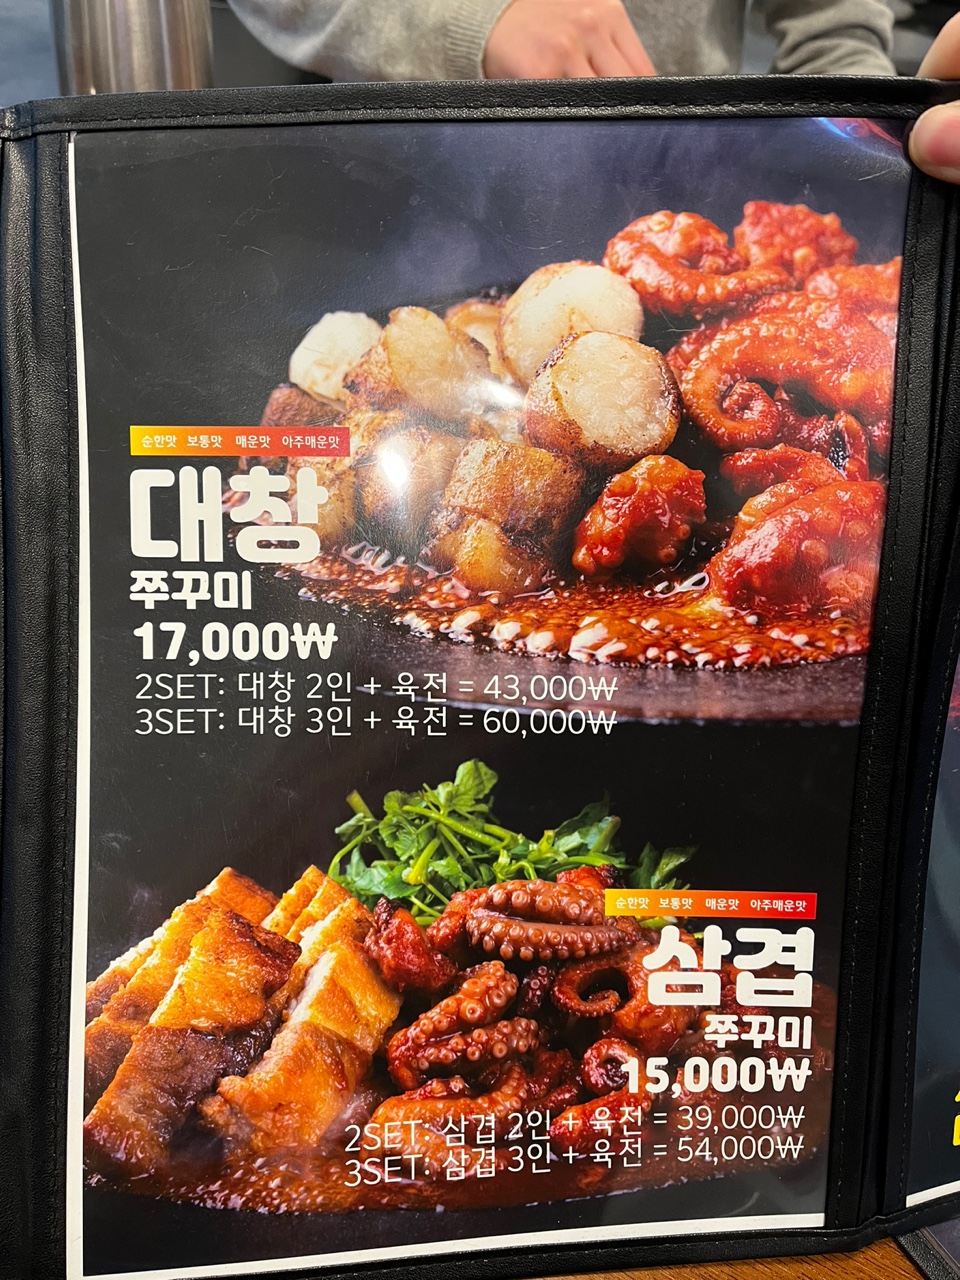 순한맛 보통맛 매운맛 아주매운맛
대창
쭈꾸미
17,000₩
2SET: 대창 2인 + 육전 = 43,000₩
3SET: 대창 3인 + 육전 = 60,000₩
순한맛 보통맛 매운맛 아주매운맛
삼겹
쭈꾸미
15,000₩
2SET: 삼겹 2인 + 육전 = 39,000₩
3SET: 삼겹 3인 + 육전 = 54,000₩